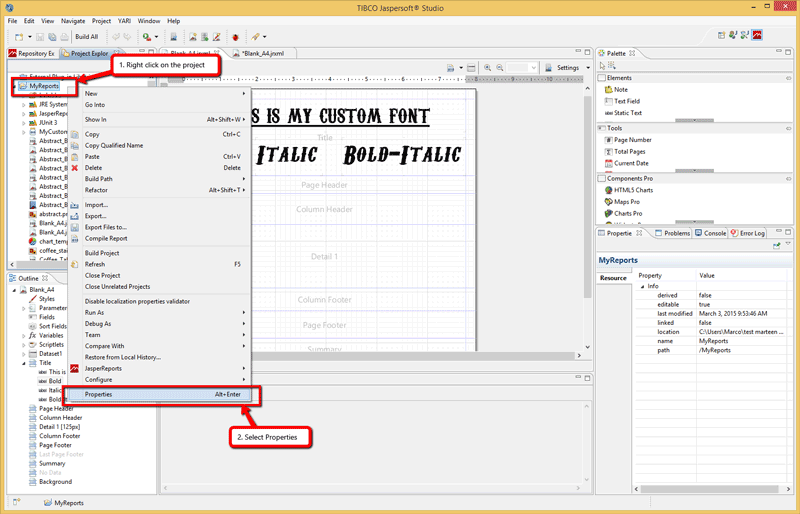 TIBCO Jaspersoft® Studio
File Edit View Navigate Project YARI Window Help
Build All
Repository Ex
Project Explor
Blank_A4.jrxml
*Blank_A4.jrxml
1. Right click on the project
MyReports
JRE System
JasperRepo
JUnit 3
MyCustom
Abstract_B
Abstract_B
Abstract_B
Abstract_B
Abstract_B
Abstract_B
abstract.pn
Blank_A4.j
Blank_A4.j
chart_temp
coffee_stai
New
Go Into
Show In Alt+Shift+W
Copy Ctrl+C
Copy Qualified Name
Paste Ctrl+V
Delete Delete
Build Path
Refactor Alt+Shift+T
Import...
Export...
Export Files to...
Compile Report
Build Project
Refresh F5
Close Project
Close Unrelated Projects
Disable localization properties validator
Run As
Debug As
Team
Compare With
Restore from Local History...
JasperReports
Configure
Properties Alt+Enter
2. Select Properties
Settings
S IS MY CUSTOM FONT
Title
ITALIC BOLD-ITALIC
Page Header
Column Header
Detail 1
Column Footer
Page Footer
Summary
Palette
Elements
Note
Text Field
Static Text
Tools
Page Number
Total Pages
Current Date
Components Pro
HTML5 Charts
Maps Pro
Charts Pro
Propertie
Problems
Console
Error Log
MyReports
Resource
Property Value
Info
derived false
editable true
last modified March 3, 2015 9:53:46 AM
linked false
location C:\Users\Marco\test marteen
name MyReports
path /MyReports
Outline
Blank_A4
Styles
Parameter
Fields
Sort Fields
Variables
Scriptlets
Dataset1
Title
This is
Bold
Italic
Bold-It
Page Header
Column Header
Detail 1 [125px]
Column Footer
Page Footer
Last Page Footer
Summary
No Data
Background
MyReports